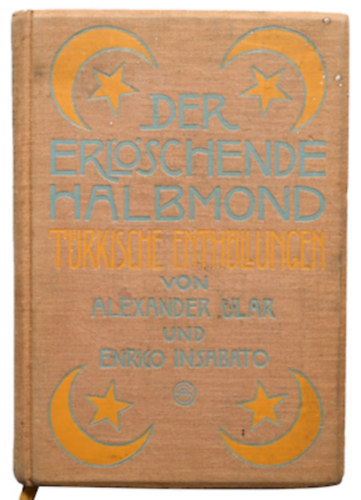 DER
ERLÖSCHENDE
HALBMOND
TÜRKISCHE ENTHÜLLUNGEN
VON
ALEXANDER ULAR
UND
ENRICO INSABATO